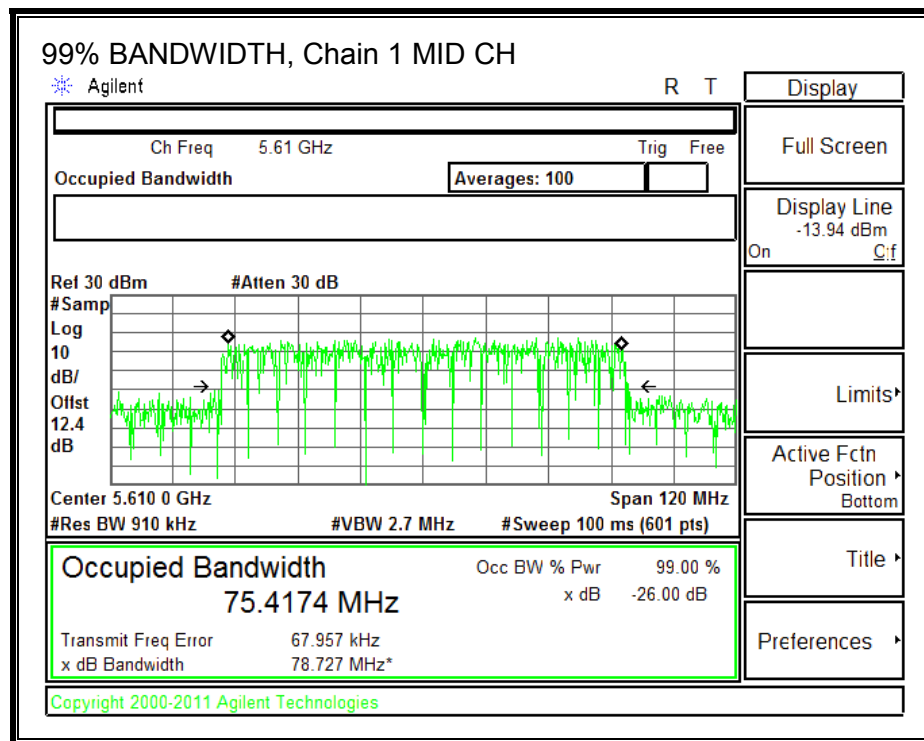 99% BANDWIDTH, Chain 1 MID CH
Agilent R T
Ch Freq 5.61 GHz Trig Free
Occupied Bandwidth Averages: 100
Ref 30 dBm #Atten 30 dB
#Samp
Log
10
dB/
Offst
12.4
dB
Center 5.610 0 GHz Span 120 MHz
#Res BW 910 kHz #VBW 2.7 MHz #Sweep 100 ms (601 pts)
Occupied Bandwidth Occ BW % Pwr 99.00 %
75.4174 MHz x dB -26.00 dB
Transmit Freq Error 67.957 kHz
x dB Bandwidth 78.727 MHz*
Copyright 2000-2011 Agilent Technologies
Display
Full Screen
Display Line
-13.94 dBm
On
Limits
Active Fctn
Position
Bottom
Title
Preferences